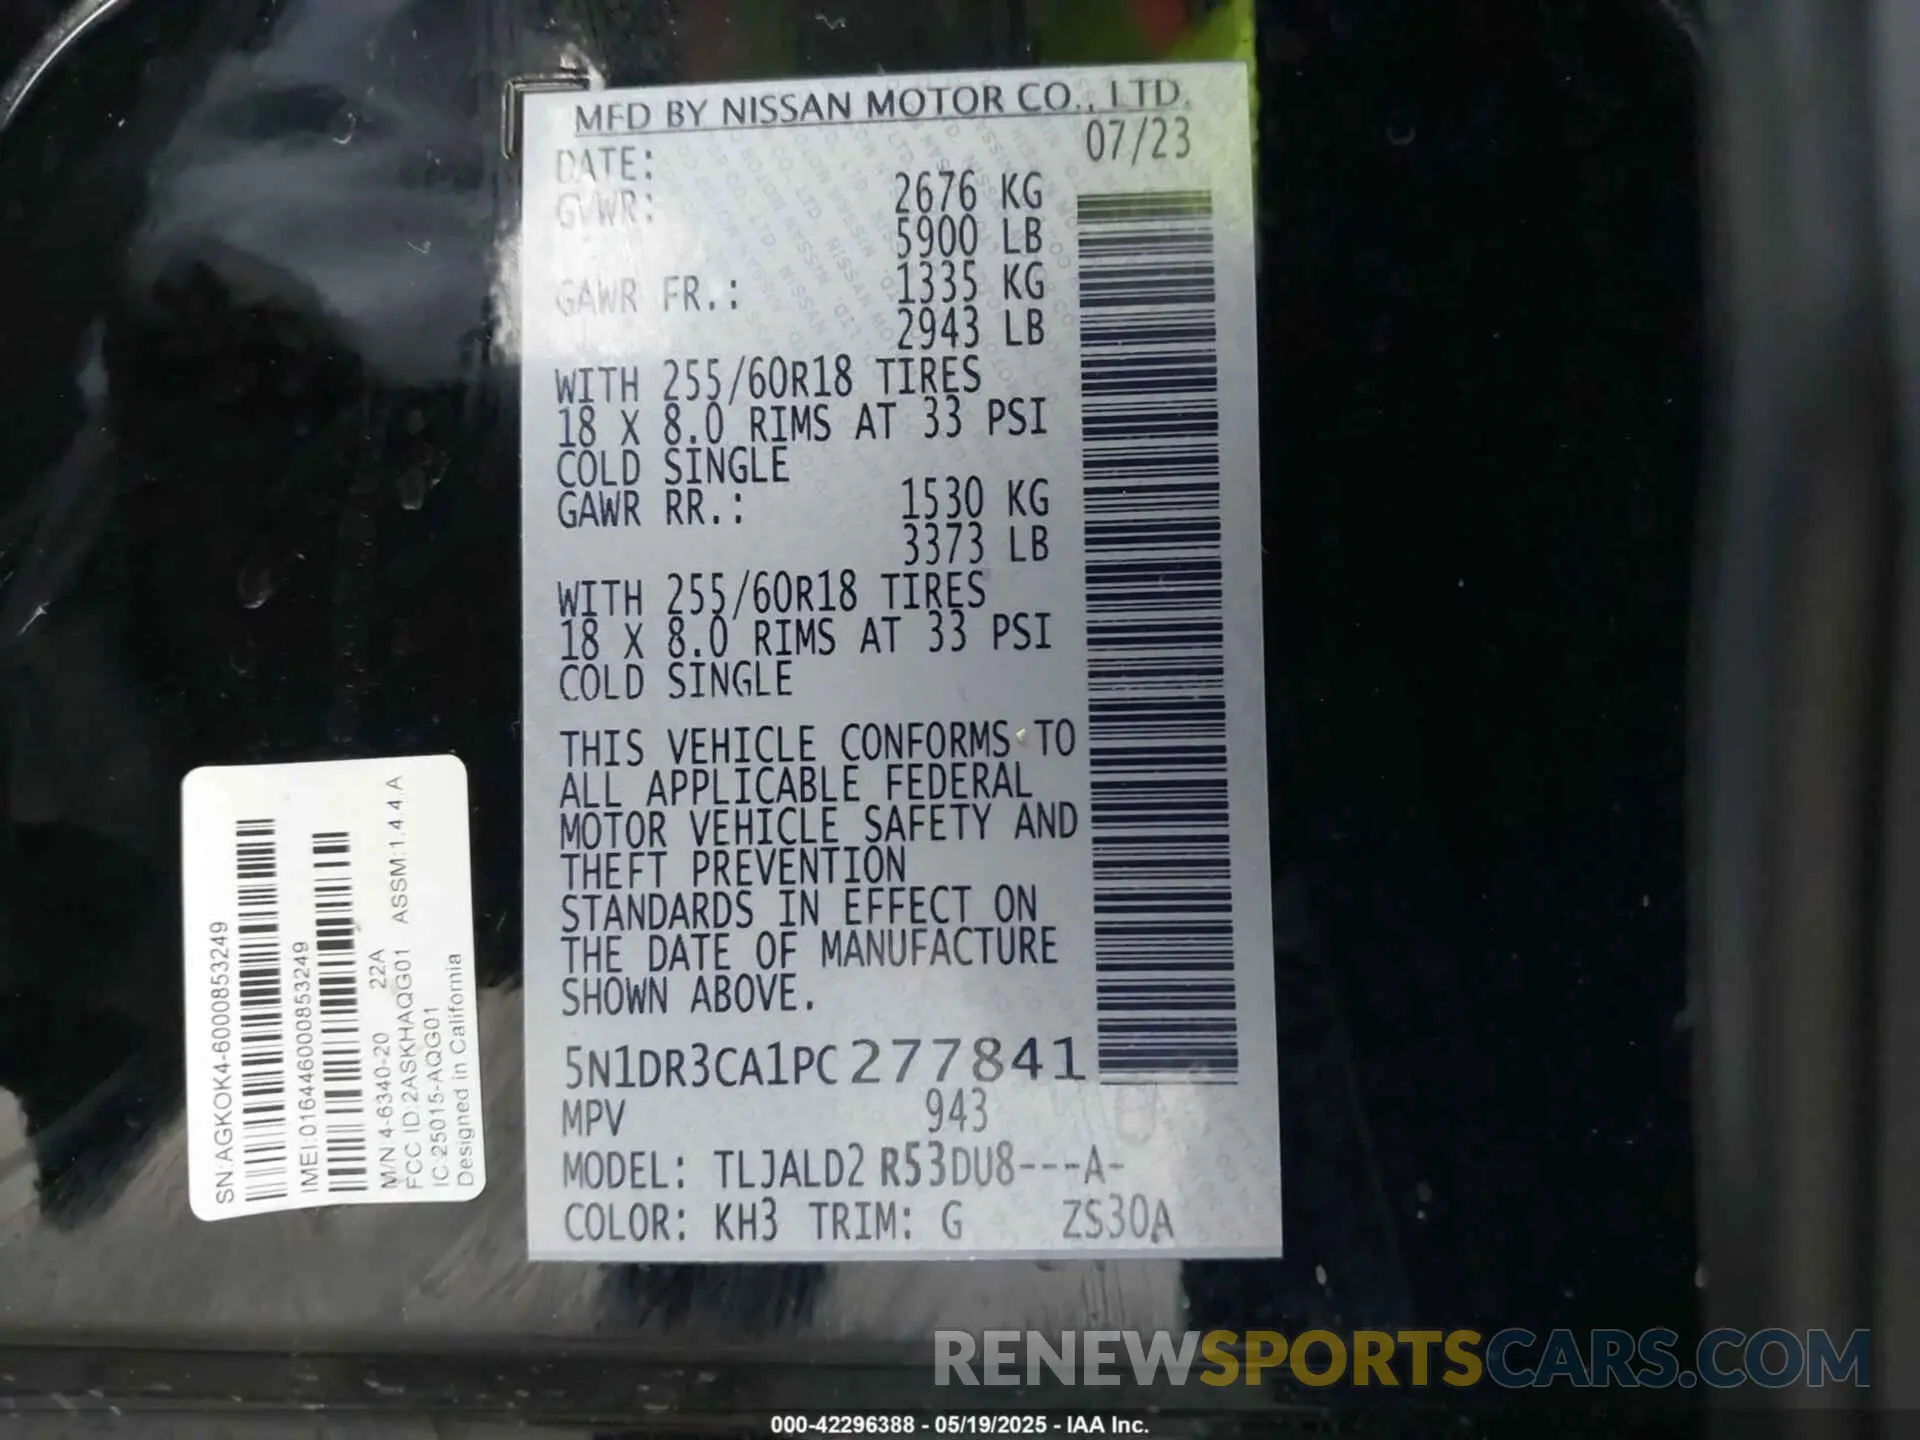 MFD BY NISSAN MOTOR CO., LTD.
DATE: 07/23
GVWR: 2676 KG
5900 LB
GAWR FR.: 1335 KG
2943 LB
WITH 255/60R18 TIRES
18 X 8.0 RIMS AT 33 PSI
COLD SINGLE
GAWR RR.: 1530 KG
3373 LB
WITH 255/60R18 TIRES
18 X 8.0 RIMS AT 33 PSI
COLD SINGLE
THIS VEHICLE CONFORMS TO
ALL APPLICABLE FEDERAL
MOTOR VEHICLE SAFETY AND
THEFT PREVENTION
STANDARDS IN EFFECT ON
THE DATE OF MANUFACTURE
SHOWN ABOVE.
5N1DR3CA1PC277841
MPV 943
MODEL: TLJALD2 R53DU8---A-
COLOR: KH3 TRIM: G ZS30A
SN:AGKOK4-6000853249
IMEI:016446000853249
M/N 4-6340-20 22A
FCC ID:2ASKHAQG01 ASSM:1.4.4.A
IC:25015-AQG01
Designed in California
RENEWSPORTSCARS.COM
000-42296388 - 05/19/2025 - IAA Inc.